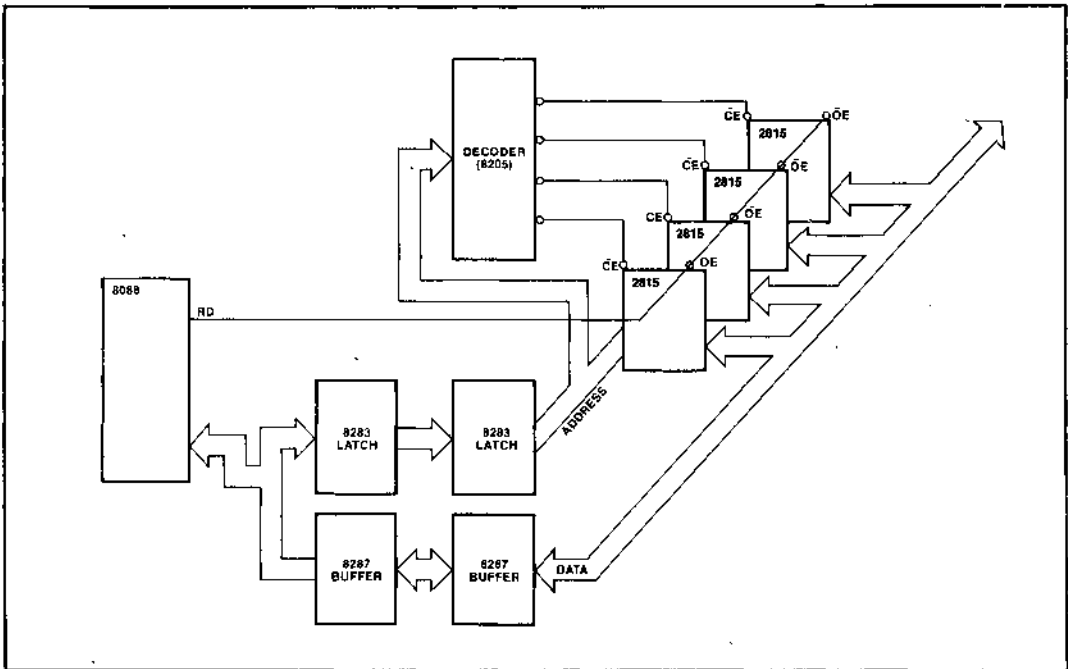 DECODER
(8205)
CE
OE
2815
CE
OE
2815
CE
OE
2815
CE
OE
2815
8088
RD
8283
LATCH
8283
LATCH
ADDRESS
8287
BUFFER
8287
BUFFER
DATA